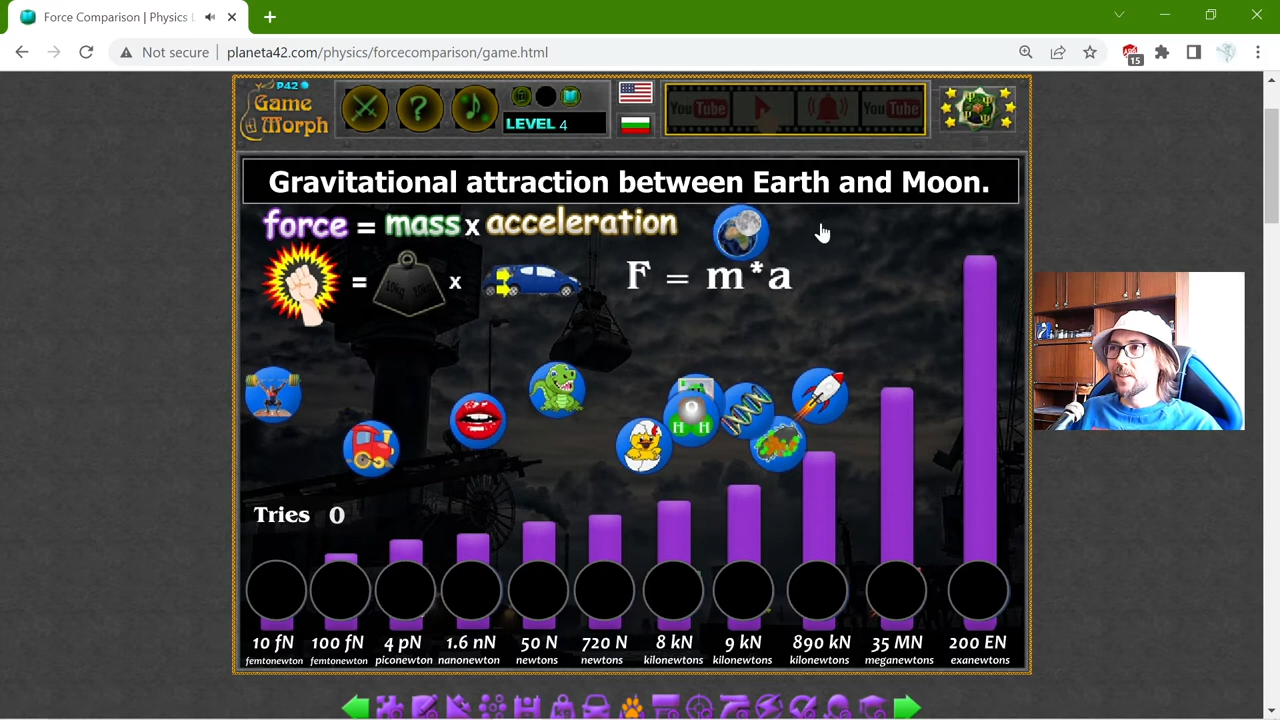 Force Comparison | Physics
Not secure planeta42.com/physics/forcecomparison/game.html
15
P42
Game
Morph
LEVEL 4
YouTube
YouTube
Gravitational attraction between Earth and Moon.
force = mass x acceleration
= x
F = m*a
H H
Tries 0
10 fN 100 fN 4 pN 1.6 nN 50 N 720 N 8 kN 9 kN 890 kN 35 MN 200 EN
femtonewton femtonewton piconewton nanonewton newtons newtons kilonewtons kilonewtons kilonewtons meganewtons exanewtons